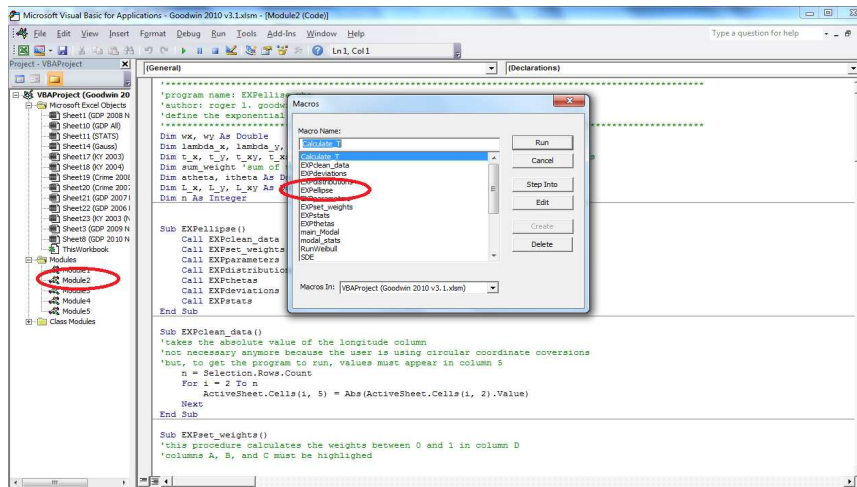 Microsoft Visual Basic for Applications - Goodwin 2010 v3.1.xlsm - [Module2 (Code)]
File Edit View Insert Format Debug Run Tools Add-Ins Window Help
Type a question for help
Ln 1, Col 1
Project - VBAProject
VBAProject (Goodwin 20
Microsoft Excel Objects
Sheet1 (GDP 2008 N
Sheet10 (GDP All)
Sheet11 (STATS)
Sheet14 (Gauss)
Sheet17 (KY 2003)
Sheet18 (KY 2004)
Sheet19 (Crime 2008
Sheet20 (Crime 2007
Sheet21 (GDP 2007
Sheet22 (GDP 2006
Sheet23 (KY 2003 (N
Sheet3 (GDP 2009 N
Sheet8 (GDP 2010 N
ThisWorkbook
Modules
Module1
Module2
Module3
Module4
Module5
Class Modules
(General)
(Declarations)
'program name: EXPellipse
'author: roger l. goodw
'define the exponential
Dim wx, wy As Double
Dim lambda_x, lambda_y,
Dim t_x, t_y, t_xy, t_x
Dim sum_weight 'sum of
Dim atheta, itheta As D
Dim L_x, L_y, L_xy As
Dim n As Integer
Sub EXPellipse()
Call EXPclean_data
Call EXPset_weights
Call EXPparameters
Call EXPdistribution
Call EXPthetas
Call EXPdeviations
Call EXPstats
End Sub
Sub EXPclean_data()
'takes the absolute value of the longitude column
'not necessary anymore because the user is using circular coordinate coversions
'but, to get the program to run, values must appear in column 5
n = Selection.Rows.Count
For i = 2 To n
ActiveSheet.Cells(i, 5) = Abs(ActiveSheet.Cells(i, 2).Value)
Next
End Sub
Sub EXPset_weights()
'this procedure calculates the weights between 0 and 1 in column D
'columns A, B, and C must be highlighed
Macros
Macro Name:
Calculate_T
Calculate_T
EXPclean_data
EXPdeviations
EXPdistributions
EXPellipse
EXPparameters
EXPset_weights
EXPstats
EXPthetas
main_Modal
modal_stats
RunWeibull
SDE
Run
Cancel
Step Into
Edit
Create
Delete
Macros In: VBAProject (Goodwin 2010 v3.1.xlsm)